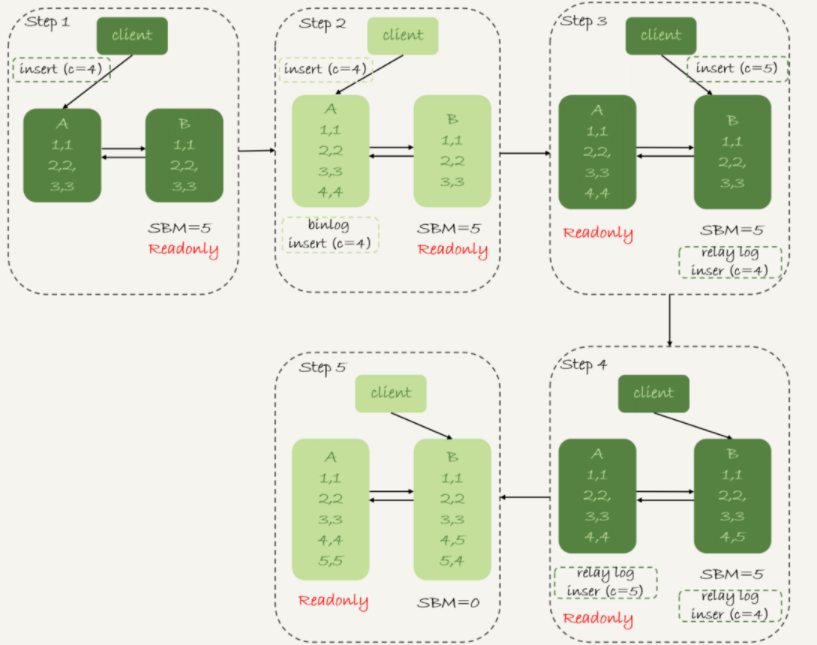 Step 1
client
insert (c=4)
A
1,1
2,2,
3,3
B
1,1
2,2,
3,3
SBM=5
Readonly
Step 2
client
insert (c=4)
A
1,1
2,2
3,3
4,4
B
1,1
2,2
3,3
binlog
insert (c=4)
SBM=5
Readonly
Step 3
client
insert (c=5)
A
1,1
2,2,
3,3
4,4
B
1,1
2,2,
3,3
Readonly
SBM=5
relay log
inser (c=4)
Step 4
client
A
1,1
2,2,
3,3
4,4
B
1,1
2,2,
3,3
4,5
relay log
inser (c=5)
Readonly
SBM=5
relay log
inser (c=4)
Step 5
client
A
1,1
2,2
3,3
4,4
5,5
B
1,1
2,2
3,3
4,5
5,4
Readonly
SBM=0